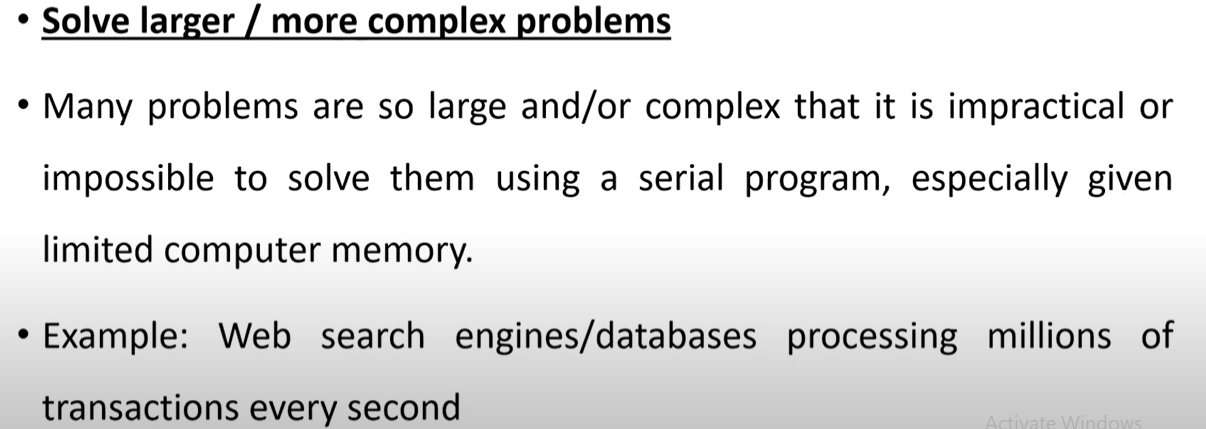 • Solve larger / more complex problems
• Many problems are so large and/or complex that it is impractical or
impossible to solve them using a serial program, especially given
limited computer memory.
• Example: Web search engines/databases processing millions of
transactions every second
Activate Windows